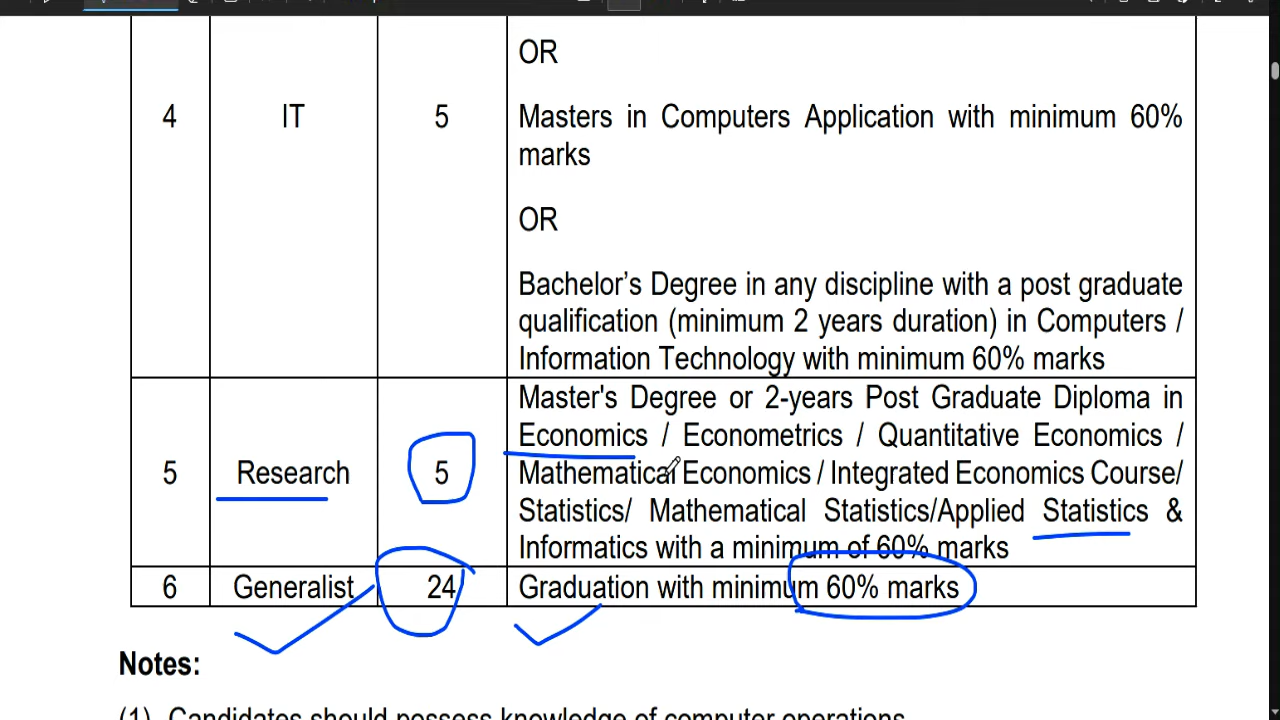 OR
4 IT 5 Masters in Computers Application with minimum 60%
marks
OR
Bachelor's Degree in any discipline with a post graduate
qualification (minimum 2 years duration) in Computers /
Information Technology with minimum 60% marks
Master's Degree or 2-years Post Graduate Diploma in
Economics / Econometrics / Quantitative Economics /
5 Research 5 Mathematical Economics / Integrated Economics Course/
Statistics/ Mathematical Statistics/Applied Statistics &
Informatics with a minimum of 60% marks
6 Generalist 24 Graduation with minimum 60% marks
Notes:
(1) Candidates should possess knowledge of computer operations.